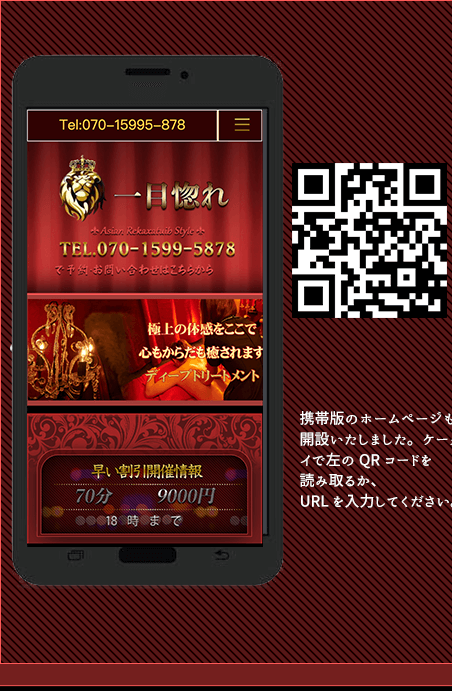 Tel:070-15995-878
一目惚れ
Asian Rekaxatuih Style
TEL.070-1599-5878
で予約·お問い合わせはこちらから
極上の体感をここで
心もからだも癒されます
ディープトリートメント
早い割引開催情報
70分 9000円
18 時 まで
携帯版のホームページも
開設いたしました。ケータ
イで左の QR コードを
読み取るか、
URL を入力してください。